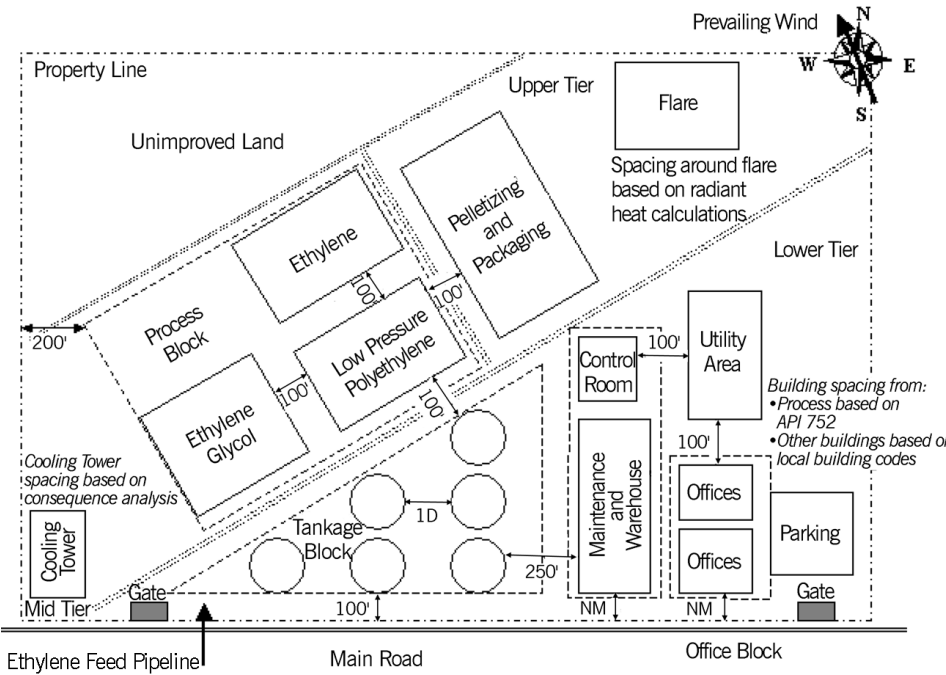 Prevailing Wind
N
W
E
S
Property Line
Upper Tier
Flare
Unimproved Land
Spacing around flare
based on radiant
heat calculations
Pelletizing
and
Packaging
Ethylene
Lower Tier
100'
100'
Process
Block
200'
Low Pressure
Polyethylene
Control
Room
100'
Utility
Area
100'
100'
Building spacing from:
•Process based on
API 752
•Other buildings based o
local building codes
Ethylene
Glycol
100'
Cooling Tower
spacing based on
consequence analysis
Offices
Maintenance
and
Warehouse
1D
Tankage
Block
Parking
Cooling
Tower
Offices
250'
Gate
Gate
Mid Tier
100'
NM
NM
Ethylene Feed Pipeline
Main Road
Office Block